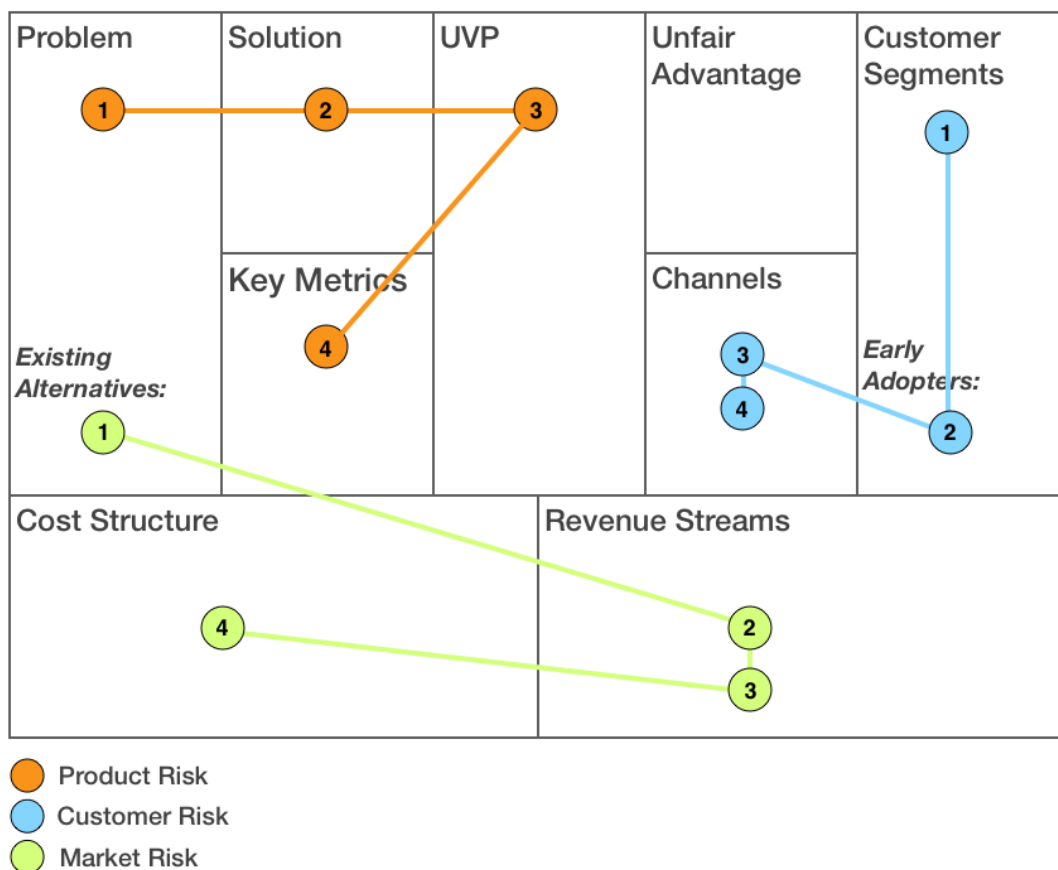 Problem
1
Existing
Alternatives:
1
Solution
2
Key Metrics
4
UVP
3
Unfair
Advantage
Channels
3
4
Customer
Segments
1
Early
Adopters:
2
Cost Structure
4
Revenue Streams
2
3
Product Risk
Customer Risk
Market Risk